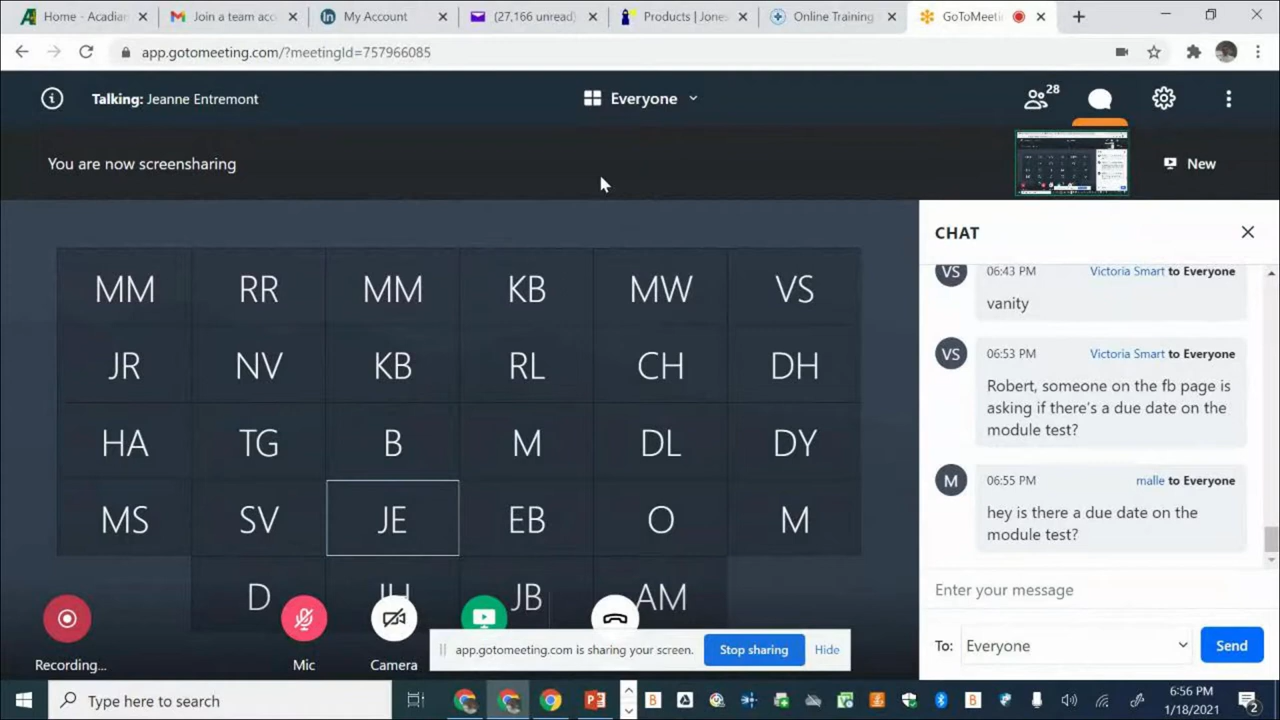 Home - Acadian
Join a team acc
My Account
(27,166 unread)
Products | Jones
Online Training
GoToMeeti
app.gotomeeting.com/?meetingId=757966085
Talking: Jeanne Entremont
Everyone
28
You are now screensharing
New
MM RR MM KB MW VS
JR NV KB RL CH DH
HA TG B M DL DY
MS SV JE EB O M
D JH JB AM
Recording...
Mic
Camera
app.gotomeeting.com is sharing your screen.
Stop sharing
Hide
CHAT
VS
06:43 PM
Victoria Smart to Everyone
vanity
VS
06:53 PM
Victoria Smart to Everyone
Robert, someone on the fb page is
asking if there's a due date on the
module test?
M
06:55 PM
malle to Everyone
hey is there a due date on the
module test?
Enter your message
To:
Everyone
Send
Type here to search
6:56 PM
1/18/2021
2